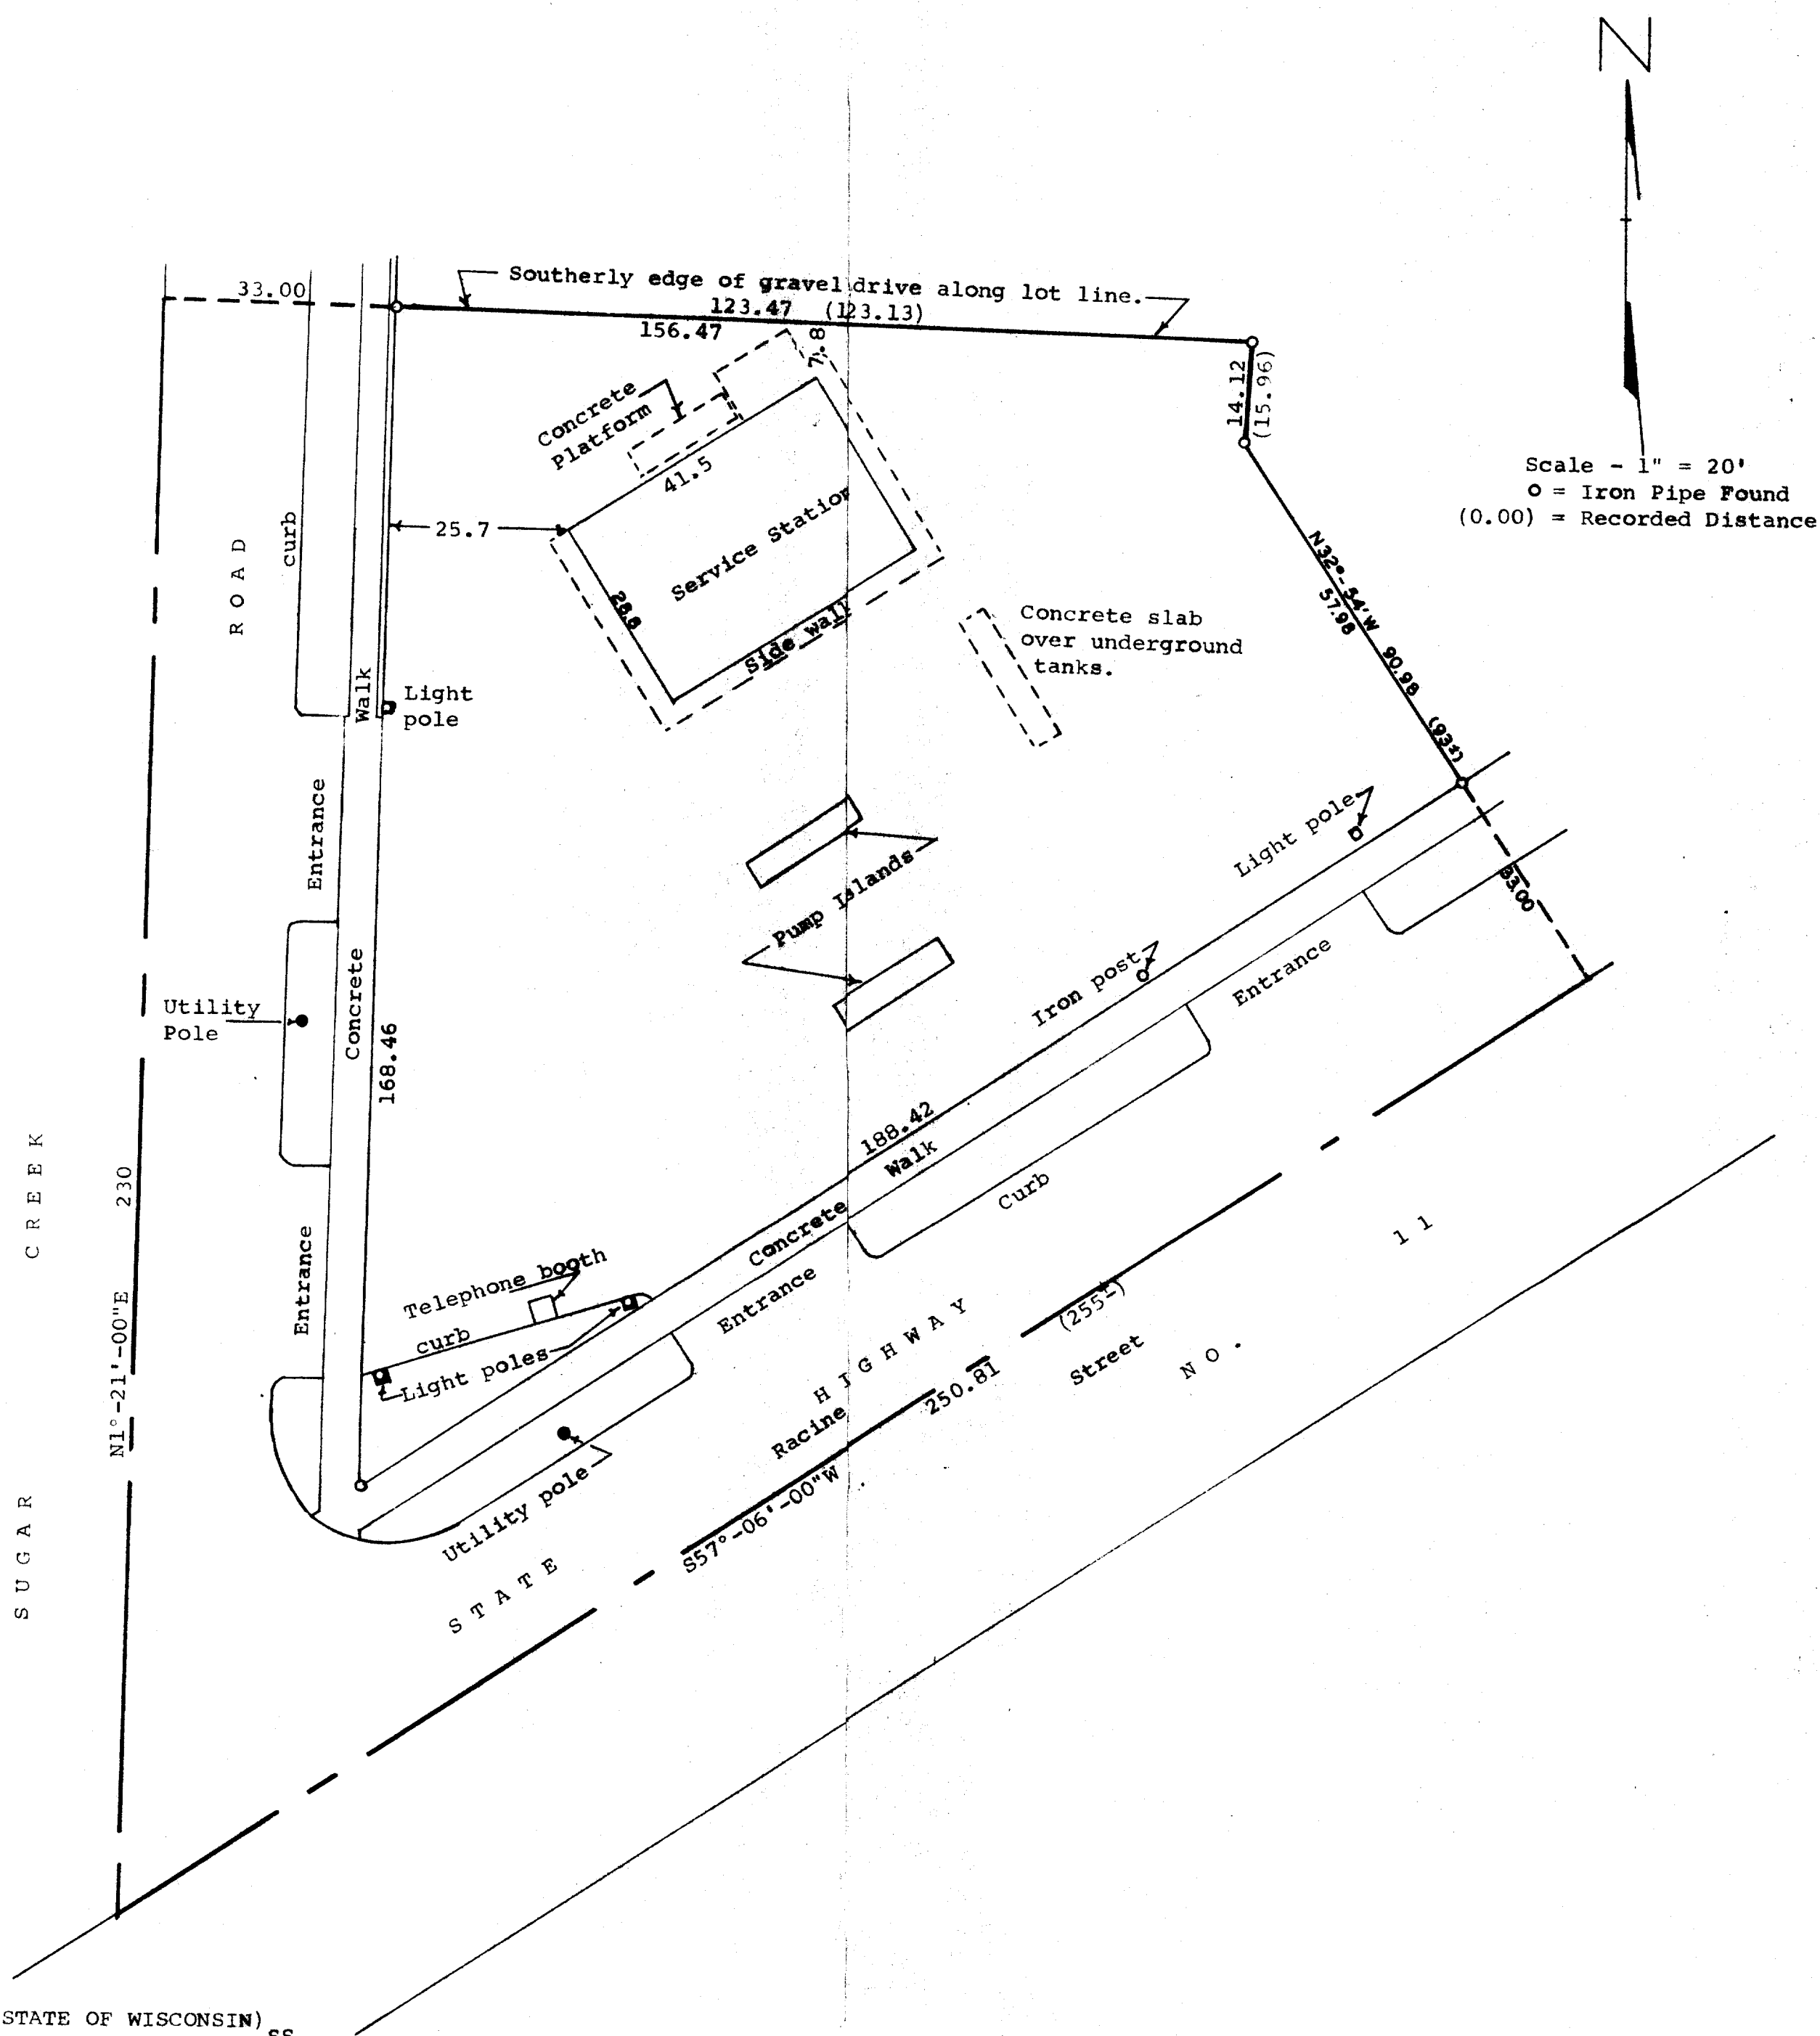 N
Scale - 1" = 20'
O = Iron Pipe Found
(0.00) = Recorded Distance
33.00
Southerly edge of gravel drive along lot line.
123.47 (123.13)
156.47
7.8
14.12
(15.96)
Concrete
Platform
41.5
25.7
Service Station
Side walk
curb
ROAD
N32°-54'W 90.98 (93±)
57.98
Concrete slab
over underground
tanks.
Walk
Light
pole
Entrance
Light pole
33.00
Pump Islands
Iron post
Entrance
Utility
Pole
Concrete
168.46
188.42
Concrete Walk
Curb
CREEK
230
N1°-21'-00"E
Entrance
Telephone booth
curb
Light poles
Entrance
11
HIGHWAY
(255±)
Racine
250.81
Street
NO.
SUGAR
Utility pole
S57°-06'-00"W
STATE
STATE OF WISCONSIN)
SS